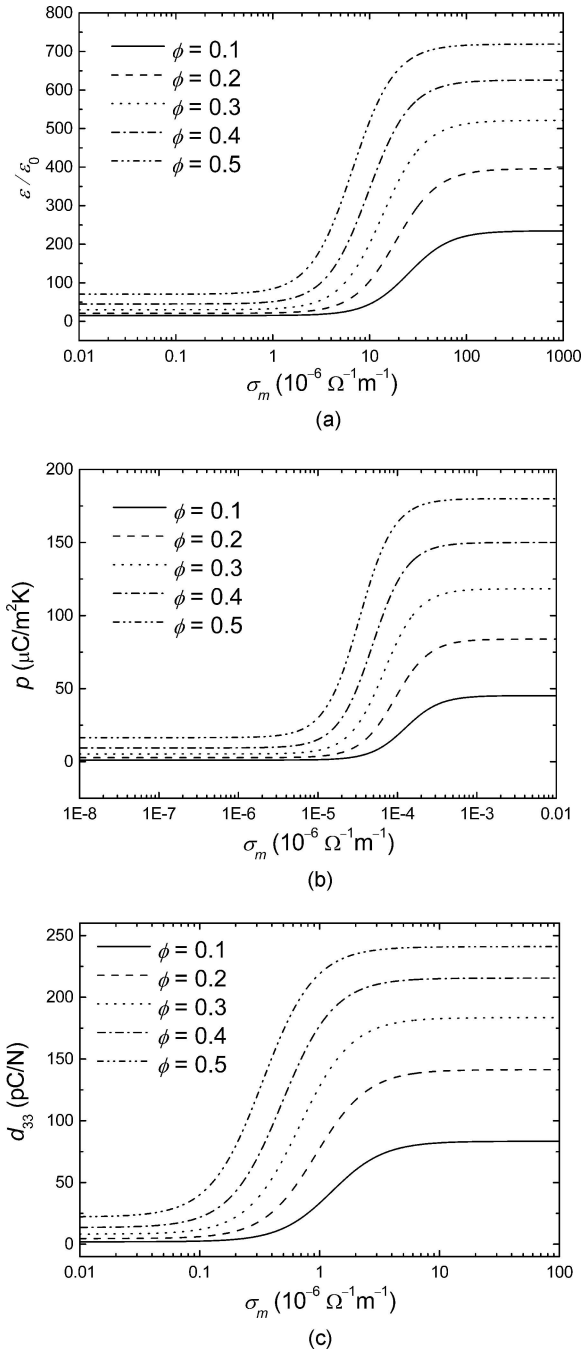 800
700
600
500
400
300
200
100
0
ε / ε₀
ϕ = 0.1
ϕ = 0.2
ϕ = 0.3
ϕ = 0.4
ϕ = 0.5
0.01 0.1 1 10 100 1000
σₘ (10⁻⁶ Ω⁻¹m⁻¹)
(a)
200
150
100
50
0
p (μC/m²K)
ϕ = 0.1
ϕ = 0.2
ϕ = 0.3
ϕ = 0.4
ϕ = 0.5
1E-8 1E-7 1E-6 1E-5 1E-4 1E-3 0.01
σₘ (10⁻⁶ Ω⁻¹m⁻¹)
(b)
250
200
150
100
50
0
d₃₃ (pC/N)
ϕ = 0.1
ϕ = 0.2
ϕ = 0.3
ϕ = 0.4
ϕ = 0.5
0.01 0.1 1 10 100
σₘ (10⁻⁶ Ω⁻¹m⁻¹)
(c)